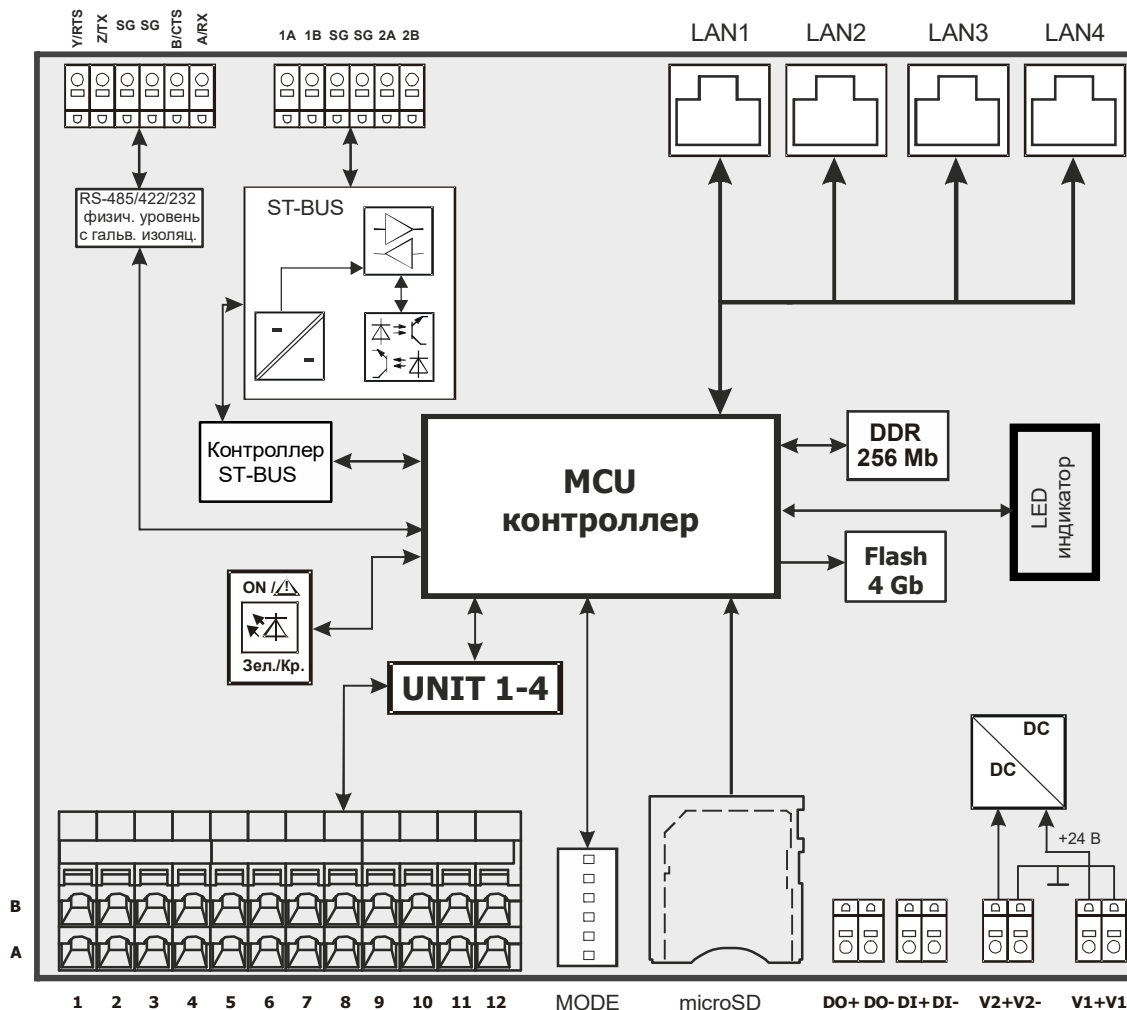 Y/RTS Z/TX SG SG B/CTS A/RX
1A 1B SG SG 2A 2B
LAN1 LAN2 LAN3 LAN4
RS-485/422/232
физич. уровень
с гальв. изоляц.
ST-BUS
Контроллер
ST-BUS
MCU
контроллер
DDR
256 Mb
LED
индикатор
Flash
4 Gb
ON /
Зел./Кр.
UNIT 1-4
DC
DC
+24 В
B
A
1 2 3 4 5 6 7 8 9 10 11 12
MODE
microSD
DO+ DO- DI+ DI- V2+ V2- V1+ V1